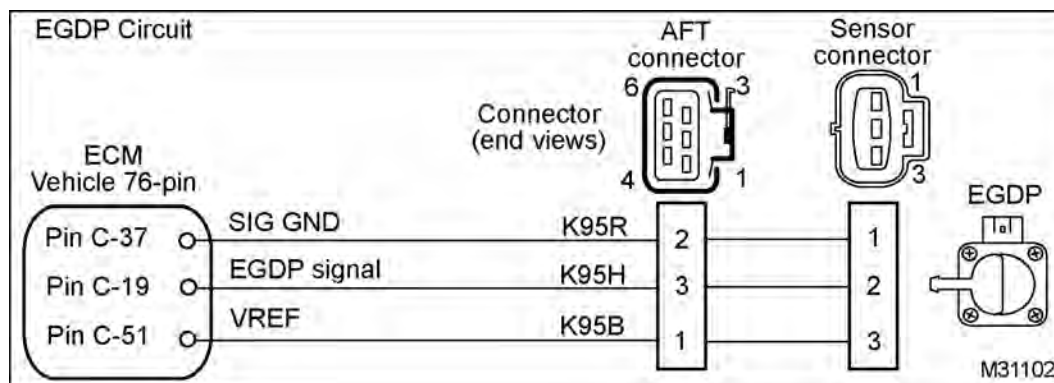 EGDP Circuit
AFT
connector
Sensor
connector
6
3
1
Connector
(end views)
4
1
3
ECM
Vehicle 76-pin
EGDP
Pin C-37
SIG GND
K95R
2
1
Pin C-19
EGDP signal
K95H
3
2
Pin C-51
VREF
K95B
1
3
M31102